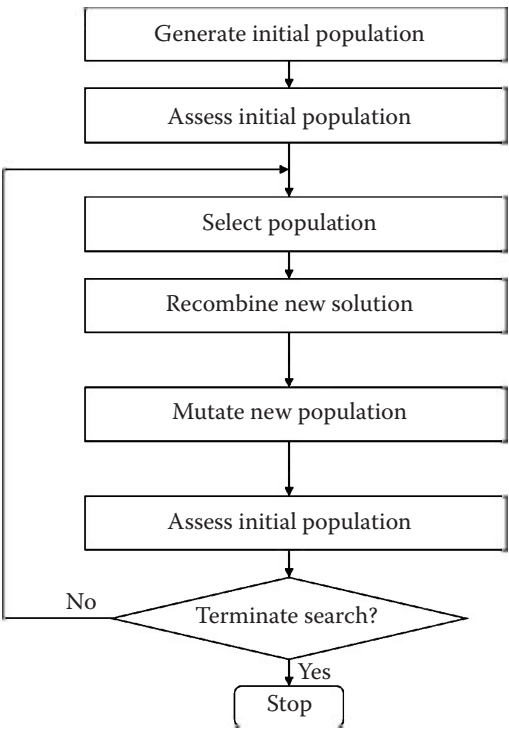 Generate initial population
Assess initial population
Select population
Recombine new solution
Mutate new population
Assess initial population
No
Terminate search?
Yes
Stop